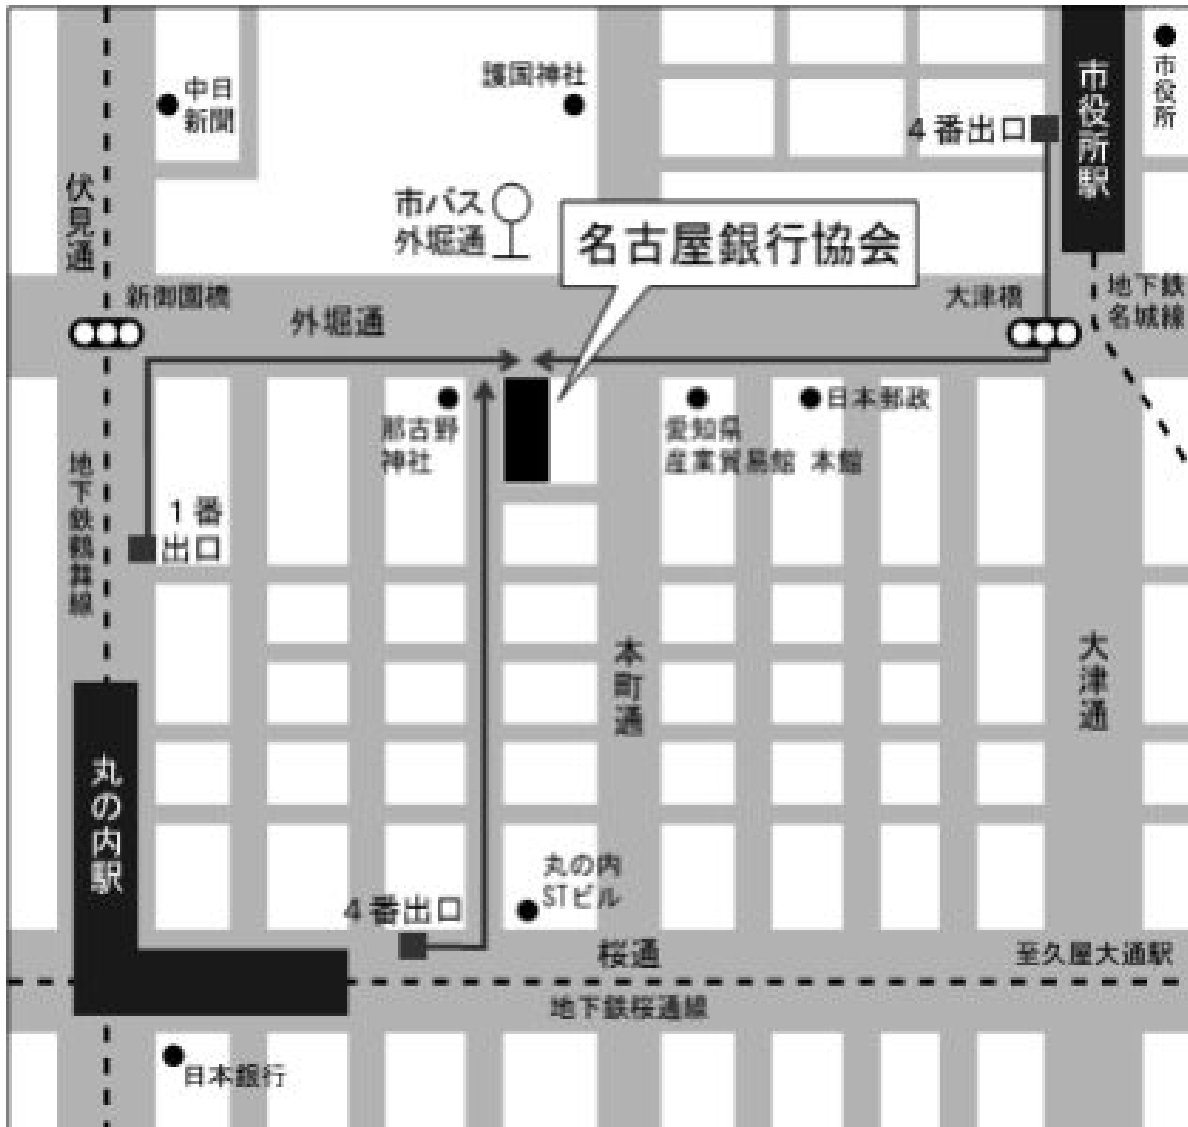 中日
新聞
護国神社
市役所
4番出口
市役所駅
伏見通
市バス
外堀通
名古屋銀行協会
新御園橋
外堀通
大津橋
地下鉄
名城線
那古野
神社
愛知県
産業貿易館 本館
日本郵政
地下鉄鶴舞線
1番
出口
本町通
大津通
丸の内駅
丸の内
STビル
4番出口
桜通
至久屋大通駅
地下鉄桜通線
日本銀行